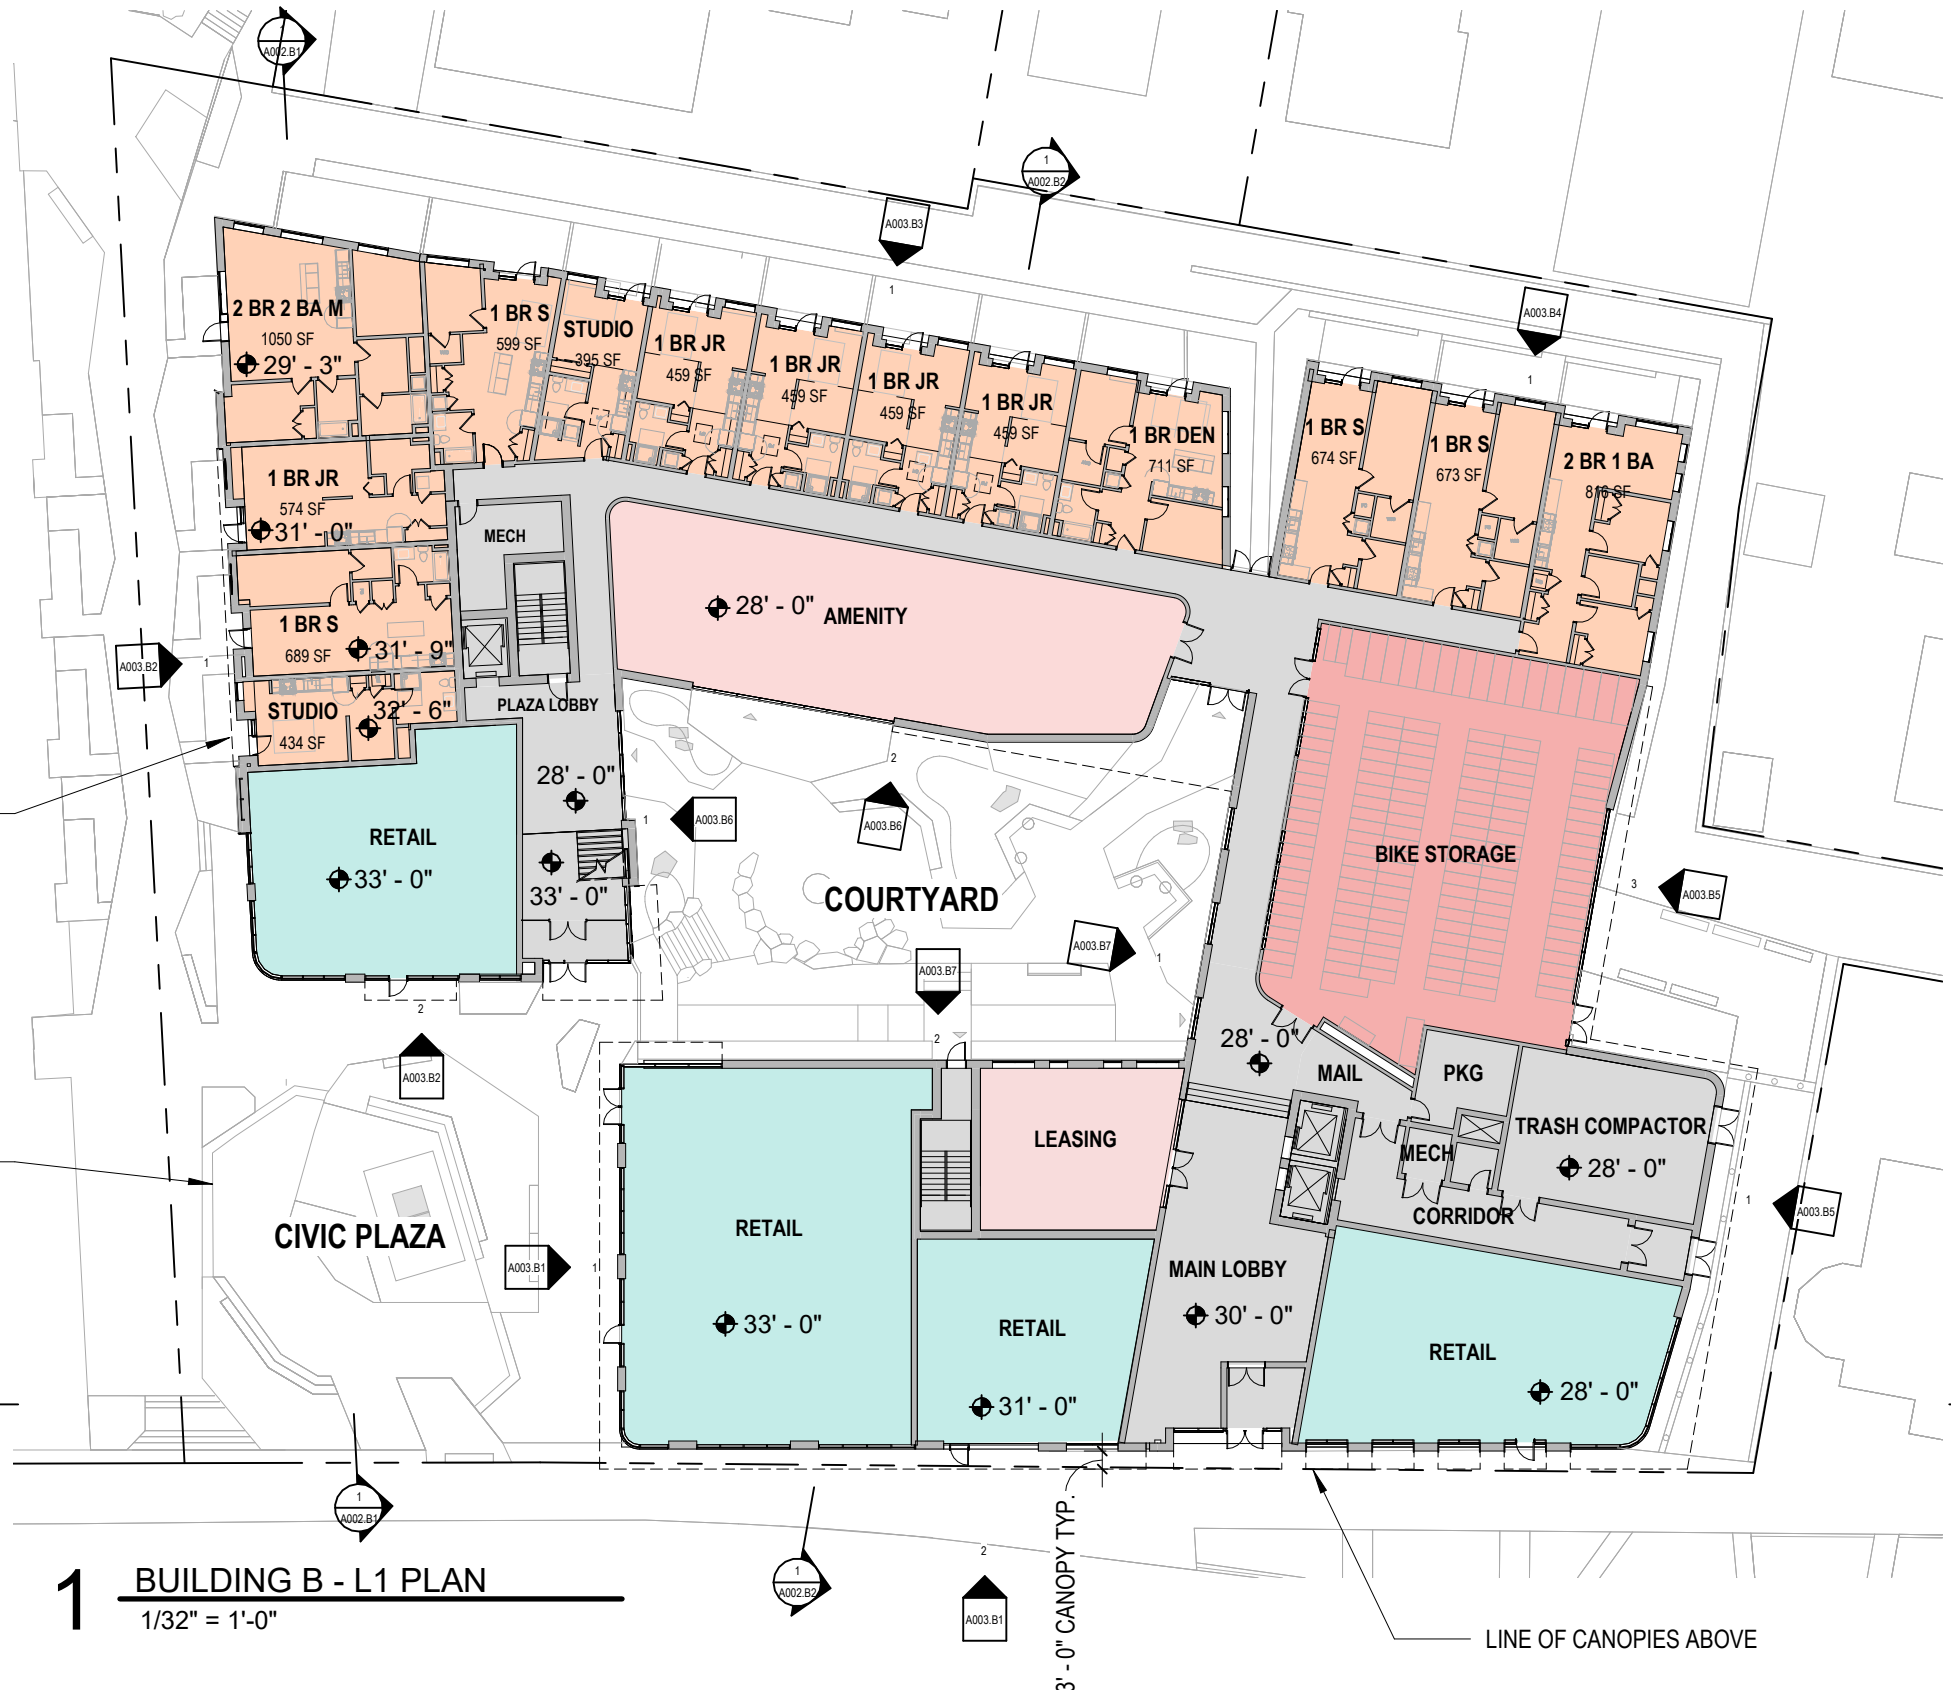 1
A002.B1
1
A002.B2
A003.B3
1
A003.B4
1
2 BR 2 BA M
1050 SF
29' - 3"
1 BR S
599 SF
STUDIO
395 SF
1 BR JR
459 SF
1 BR JR
459 SF
1 BR JR
459 SF
1 BR JR
459 SF
1 BR DEN
711 SF
1 BR S
674 SF
1 BR S
673 SF
2 BR 1 BA
816 SF
1 BR JR
574 SF
31' - 0"
MECH
28' - 0"
AMENITY
1 BR S
689 SF
31' - 9"
A003.B2
1
STUDIO
434 SF
32' - 6"
PLAZA LOBBY
28' - 0"
2
1
A003.B6
A003.B6
RETAIL
33' - 0"
33' - 0"
COURTYARD
BIKE STORAGE
3
A003.B5
A003.B7
1
A003.B7
2
2
A003.B2
28' - 0"
MAIL
PKG
TRASH COMPACTOR
28' - 0"
MECH
CORRIDOR
LEASING
1
A003.B5
CIVIC PLAZA
A003.B1
1
RETAIL
33' - 0"
RETAIL
31' - 0"
MAIN LOBBY
30' - 0"
RETAIL
28' - 0"
1
A002.B1
1
A002.B2
2
A003.B1
3' - 0" CANOPY TYP.
LINE OF CANOPIES ABOVE
1
BUILDING B - L1 PLAN
1/32" = 1'-0"